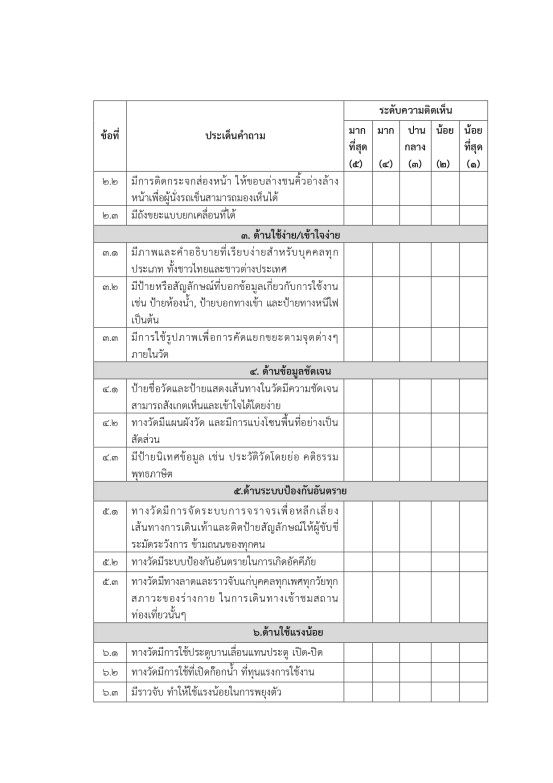 ข้อที่ ประเด็นคำถาม ระดับความคิดเห็น
มากที่สุด (๕) มาก (๔) ปานกลาง (๓) น้อย (๒) น้อยที่สุด (๑)
๒.๒ มีการติดกระจกส่องหน้า ให้ขอบล่างชนคิ้วอ่างล้าง
หน้าเพื่อผู้นั่งรถเข็นสามารถมองเห็นได้
๒.๓ มีถังขยะแบบยกเคลื่อนที่ได้
๓. ด้านใช้ง่าย/เข้าใจง่าย
๓.๑ มีภาพและคำอธิบายที่เรียบง่ายสำหรับบุคคลทุก
ประเภท ทั้งชาวไทยและชาวต่างประเทศ
๓.๒ มีป้ายหรือสัญลักษณ์ที่บอกข้อมูลเกี่ยวกับการใช้งาน
เช่น ป้ายห้องน้ำ, ป้ายบอกทางเข้า และป้ายทางหนีไฟ
เป็นต้น
๓.๓ มีการใช้รูปภาพเพื่อการคัดแยกขยะตามจุดต่างๆ
ภายในวัด
๔. ด้านข้อมูลชัดเจน
๔.๑ ป้ายชื่อวัดและป้ายแสดงเส้นทางในวัดมีความชัดเจน
สามารถสังเกตเห็นและเข้าใจได้โดยง่าย
๔.๒ ทางวัดมีแผนผังวัด และมีการแบ่งโซนพื้นที่อย่างเป็น
สัดส่วน
๔.๓ มีป้ายนิเทศข้อมูล เช่น ประวัติวัดโดยย่อ คติธรรม
พุทธภาษิต
๕.ด้านระบบป้องกันอันตราย
๕.๑ ทางวัดมีการจัดระบบการจราจรเพื่อหลีกเลี่ยง
เส้นทางการเดินเท้าและติดป้ายสัญลักษณ์ให้ผู้ขับขี่
ระมัดระวังการ ข้ามถนนของทุกคน
๕.๒ ทางวัดมีระบบป้องกันอันตรายในการเกิดอัคคีภัย
๕.๓ ทางวัดมีทางลาดและราวจับแก่บุคคลทุกเพศทุกวัยทุก
สภาวะของร่างกาย ในการเดินทางเข้าชมสถาน
ท่องเที่ยวนั้นๆ
๖.ด้านใช้แรงน้อย
๖.๑ ทางวัดมีการใช้ประตูบานเลื่อนแทนประตู เปิด-ปิด
๖.๒ ทางวัดมีการใช้ที่เปิดก็อกน้ำ ที่ทุนแรงการใช้งาน
๖.๓ มีราวจับ ทำให้ใช้แรงน้อยในการพยุงตัว